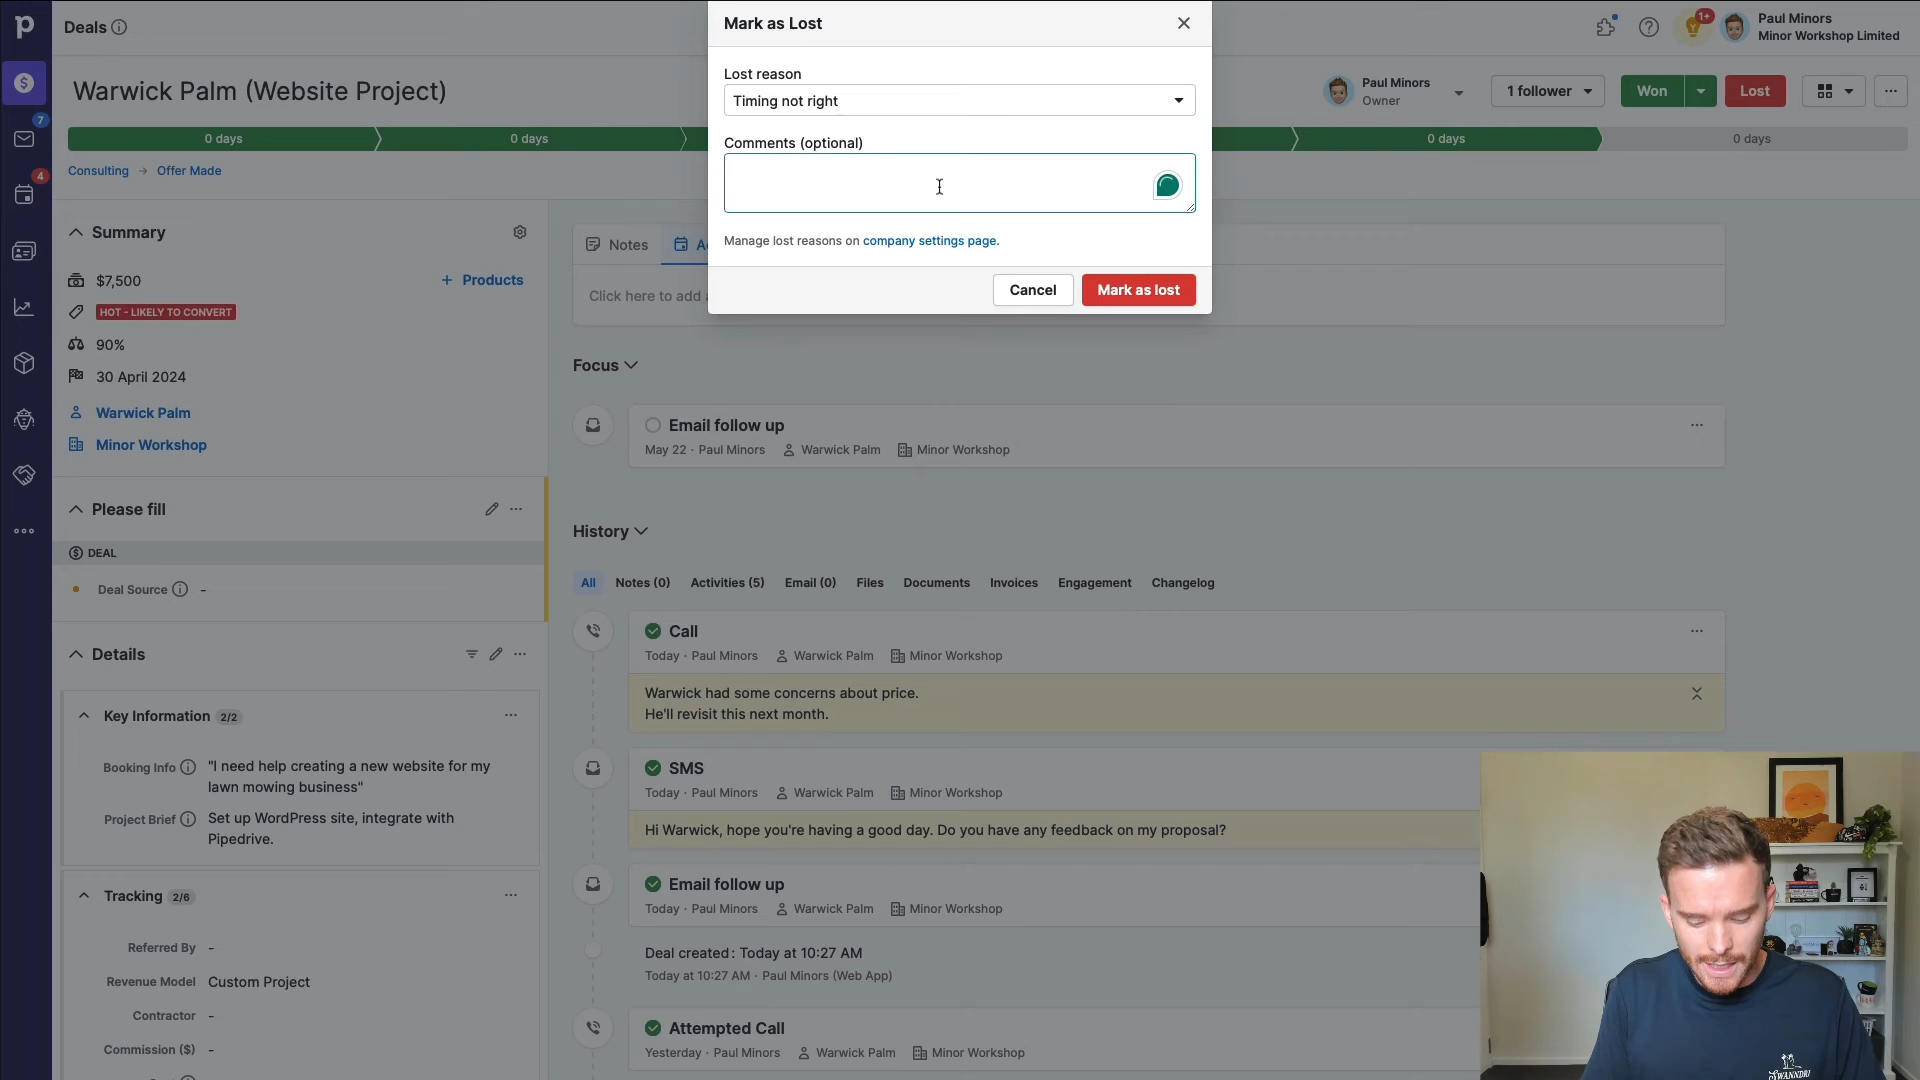 Deals
Mark as Lost
1+
Paul Minors
Minor Workshop Limited
Warwick Palm (Website Project)
Lost reason
Timing not right
Paul Minors
Owner
1 follower
Won
Lost
0 days
0 days
0 days
0 days
Comments (optional)
Consulting → Offer Made
Manage lost reasons on company settings page.
Cancel
Mark as lost
7
4
Summary
$7,500
+ Products
HOT - LIKELY TO CONVERT
90%
30 April 2024
Warwick Palm
Minor Workshop
Please fill
DEAL
Deal Source -
Details
Key Information 2/2
Booking Info "I need help creating a new website for my
lawn mowing business"
Project Brief Set up WordPress site, integrate with
Pipedrive.
Tracking 2/6
Referred By -
Revenue Model Custom Project
Contractor -
Commission ($) -
Notes
Click here to add
Focus
Email follow up
May 22 · Paul Minors Warwick Palm Minor Workshop
History
All Notes (0) Activities (5) Email (0) Files Documents Invoices Engagement Changelog
Call
Today · Paul Minors Warwick Palm Minor Workshop
Warwick had some concerns about price.
He'll revisit this next month.
SMS
Today · Paul Minors Warwick Palm Minor Workshop
Hi Warwick, hope you're having a good day. Do you have any feedback on my proposal?
Email follow up
Today · Paul Minors Warwick Palm Minor Workshop
Deal created: Today at 10:27 AM
Today at 10:27 AM · Paul Minors (Web App)
Attempted Call
Yesterday · Paul Minors Warwick Palm Minor Workshop
SWANNDRI